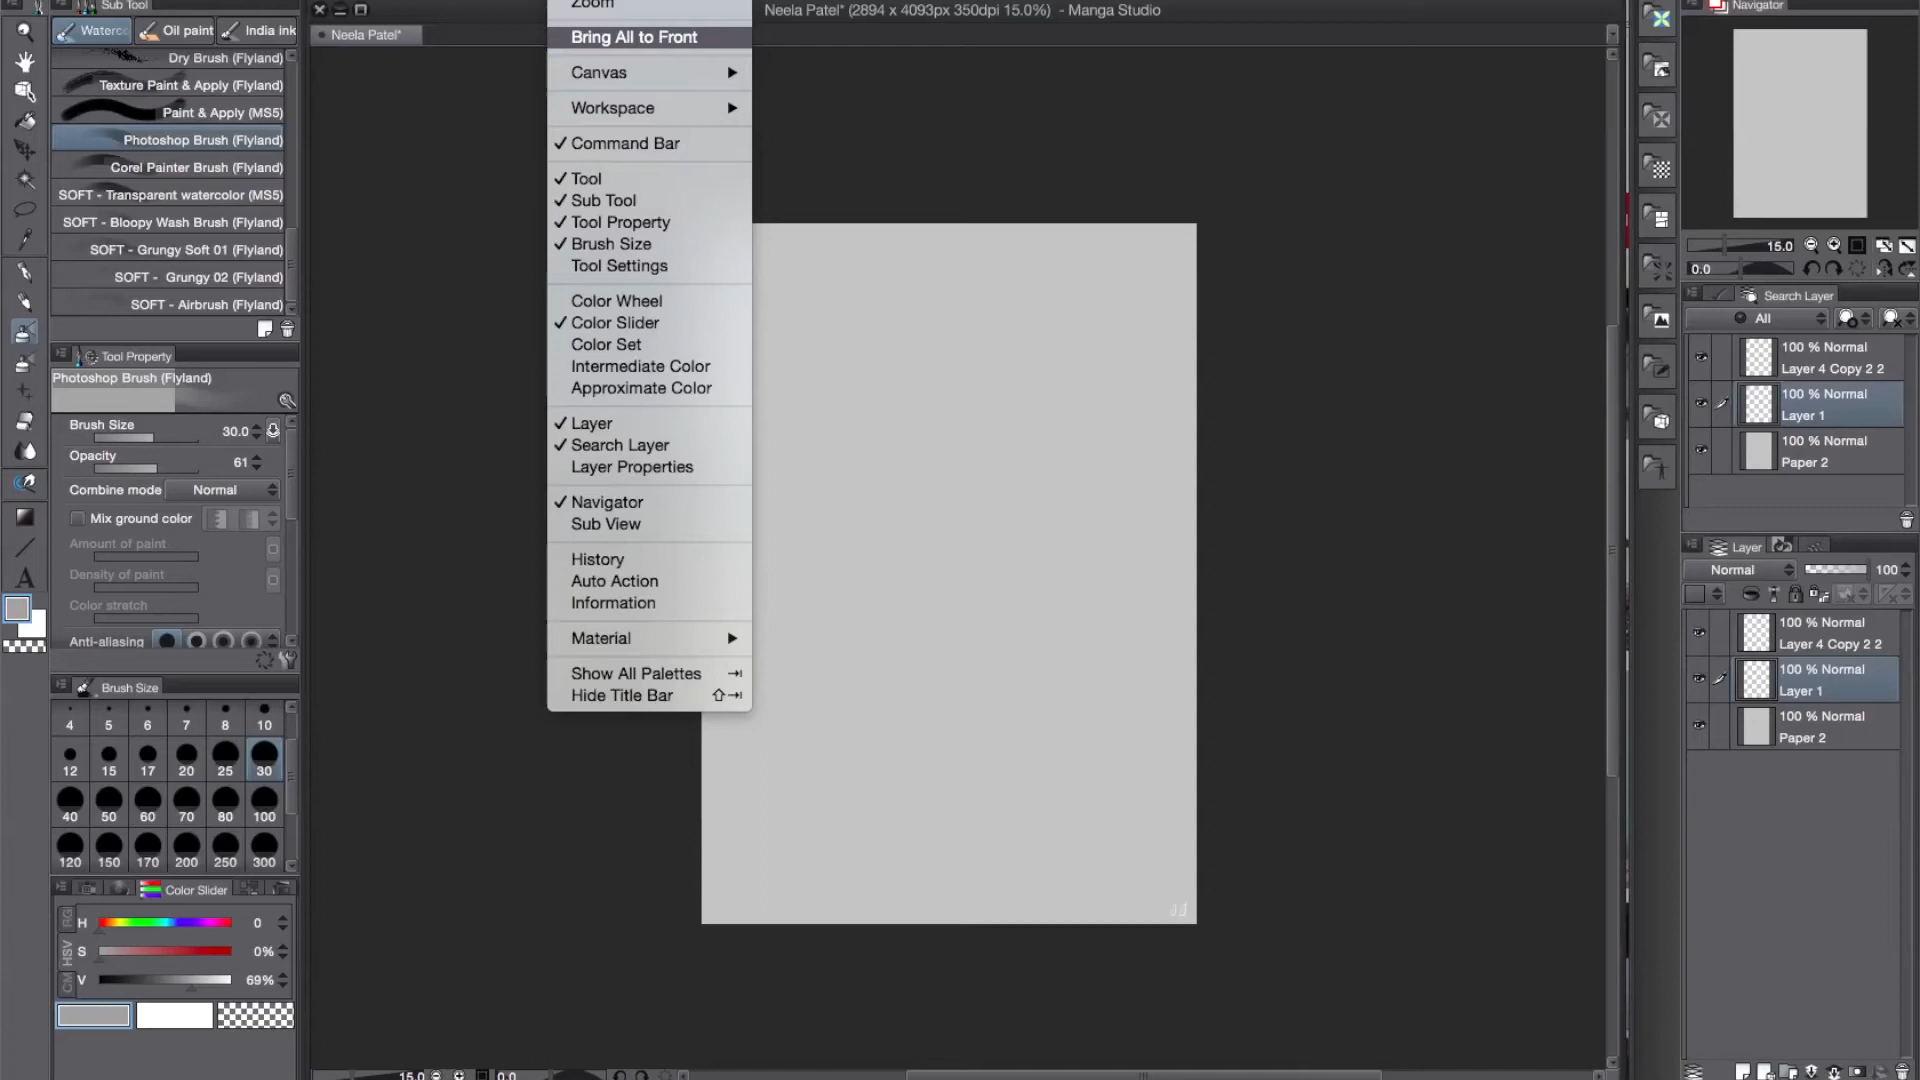 Sub Tool
Waterc
Oil paint
India ink
Dry Brush (Flyland)
Texture Paint & Apply (Flyland)
Paint & Apply (MS5)
Photoshop Brush (Flyland)
Corel Painter Brush (Flyland)
SOFT - Transparent watercolor (MS5)
SOFT - Bloopy Wash Brush (Flyland)
SOFT - Grungy Soft 01 (Flyland)
SOFT - Grungy 02 (Flyland)
SOFT - Airbrush (Flyland)
Tool Property
Photoshop Brush (Flyland)
Brush Size 30.0
Opacity 61
Combine mode Normal
Mix ground color
Amount of paint
Density of paint
Color stretch
Anti-aliasing
A
Brush Size
4 5 6 7 8 10
12 15 17 20 25 30
40 50 60 70 80 100
120 150 170 200 250 300
Color Slider
H 0
S 0%
V 69%
HSV
Neela Patel* (2894 x 4093px 350dpi 15.0%) - Manga Studio
Neela Patel*
Zoom
Bring All to Front
Canvas
Workspace
✓ Command Bar
✓ Tool
✓ Sub Tool
✓ Tool Property
✓ Brush Size
Tool Settings
Color Wheel
✓ Color Slider
Color Set
Intermediate Color
Approximate Color
✓ Layer
✓ Search Layer
Layer Properties
✓ Navigator
Sub View
History
Auto Action
Information
Material
Show All Palettes ⇥
Hide Title Bar ⇧⇥
15.0
0.0
Navigator
15.0
0.0
Search Layer
All
100 % Normal
Layer 4 Copy 2 2
100 % Normal
Layer 1
100 % Normal
Paper 2
Layer
Normal 100
100 % Normal
Layer 4 Copy 2 2
100 % Normal
Layer 1
100 % Normal
Paper 2